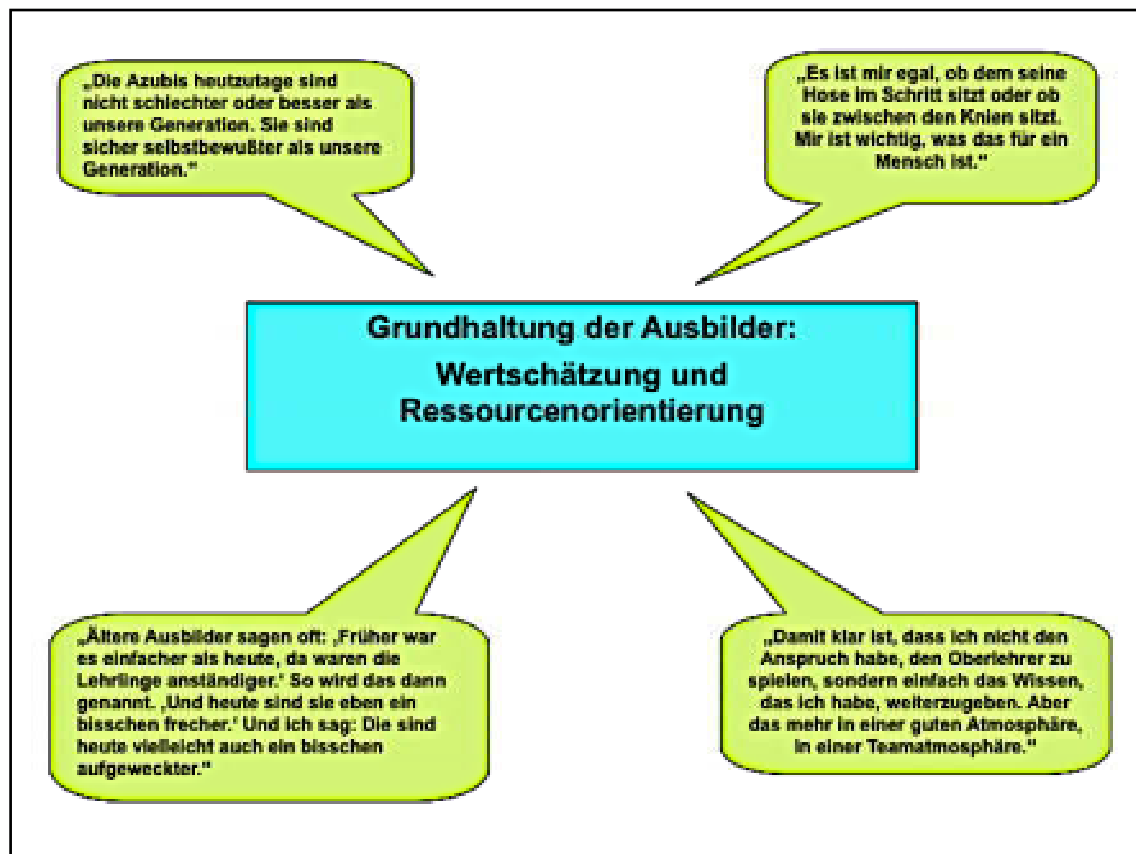 „Die Azubis heutzutage sind
nicht schlechter oder besser als
unsere Generation. Sie sind
sicher selbstbewußter als unsere
Generation.“
„Es ist mir egal, ob dem seine
Hose im Schritt sitzt oder ob
sie zwischen den Knien sitzt.
Mir ist wichtig, was das für ein
Mensch ist.“
Grundhaltung der Ausbilder:
Wertschätzung und
Ressourcenorientierung
„Ältere Ausbilder sagen oft: ‚Früher war
es einfacher als heute, da waren die
Lehrlinge anständiger.‘ So wird das dann
genannt. ‚Und heute sind sie eben ein
bisschen frecher.‘ Und ich sag: Die sind
heute vielleicht auch ein bisschen
aufgeweckter.“
„Damit klar ist, dass ich nicht den
Anspruch habe, den Oberlehrer zu
spielen, sondern einfach das Wissen,
das ich habe, weiterzugeben. Aber
das mehr in einer guten Atmosphäre,
in einer Teamatmosphäre.“